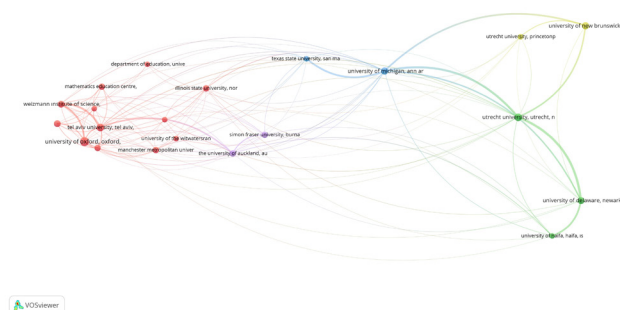 university of new brunswick
utrecht university, princetonp
texas state university, san ma
department of education, unive
university of michigan, ann ar
mathematics education centre,
illinois state university, nor
weizmann institute of science,
utrecht university, utrecht, n
tel aviv university, tel aviv,
simon fraser university, burna
university of the witwatersran
university of oxford, oxford,
manchester metropolitan univer
the university of auckland, au
university of delaware, newark
university of haifa, haifa, is
VOSviewer